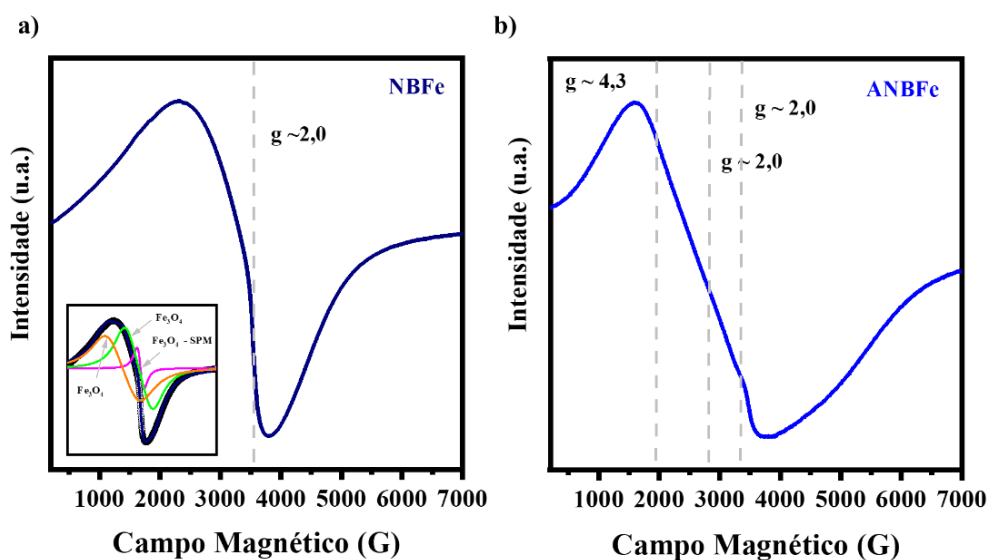 a)
NBFe
g ~2,0
Intensidade (u.a.)
Fe₃O₄
Fe₃O₄ - SPM
Fe₃O₄
1000 2000 3000 4000 5000 6000 7000
Campo Magnético (G)
b)
g ~ 4,3
ANBFe
g ~ 2,0
g ~ 2,0
Intensidade (u.a.)
1000 2000 3000 4000 5000 6000 7000
Campo Magnético (G)